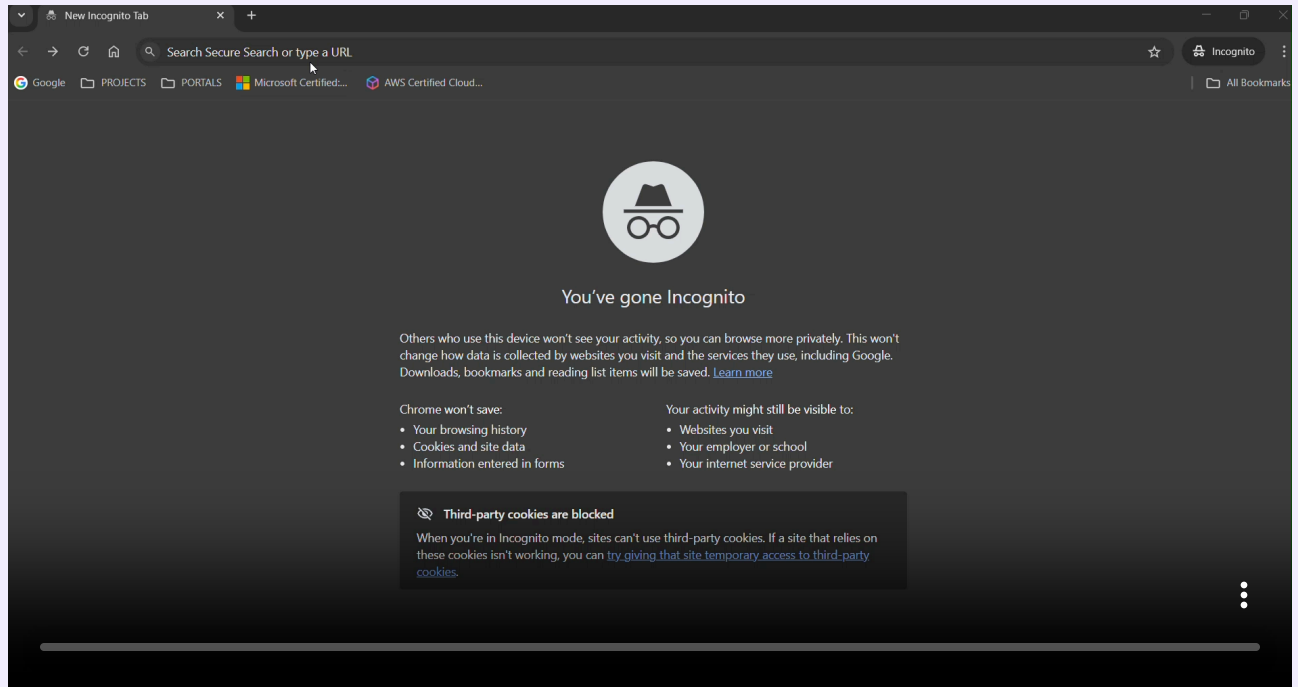 New Incognito Tab
Search Secure Search or type a URL
Incognito
Google
PROJECTS
PORTALS
Microsoft Certified:...
AWS Certified Cloud...
All Bookmarks
You've gone Incognito
Others who use this device won't see your activity, so you can browse more privately. This won't
change how data is collected by websites you visit and the services they use, including Google.
Downloads, bookmarks and reading list items will be saved. Learn more
Chrome won't save:
• Your browsing history
• Cookies and site data
• Information entered in forms
Your activity might still be visible to:
• Websites you visit
• Your employer or school
• Your internet service provider
Third-party cookies are blocked
When you're in Incognito mode, sites can't use third-party cookies. If a site that relies on
these cookies isn't working, you can try giving that site temporary access to third-party
cookies.